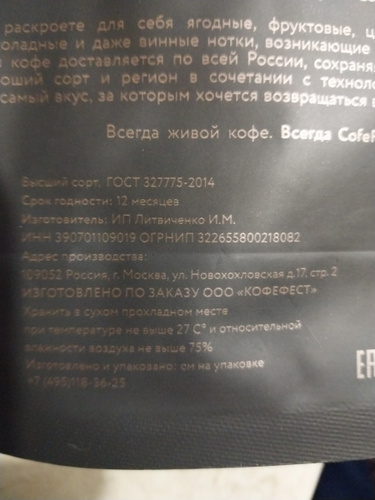 раскроете для себя ягодные, фруктовые,
и даже винные нотки, возникающие
кофе доставляется по всей России,
сорт и регион в сочетании с
самый вкус, за которым хочется возвращаться
Всегда живой кофе. Всегда
Высший сорт. ГОСТ 327775-2014
Срок годности: 12 месяцев
Изготовитель: ИП Литвиченко И.М.
ИНН 390701109019 ОГРНИП 322655800218082
Адрес производства:
109052 Россия, г. Москва, ул. Новохохловская д.17, стр. 2
ИЗГОТОВЛЕНО ПО ЗАКАЗУ ООО «КОФЕФЕСТ»
Хранить в сухом прохладном месте
при температуре не выше 27 С° и относительной
влажности воздуха не выше 75%
Изготовлено и упаковано: см на упаковке
+7 (495)118-36-25